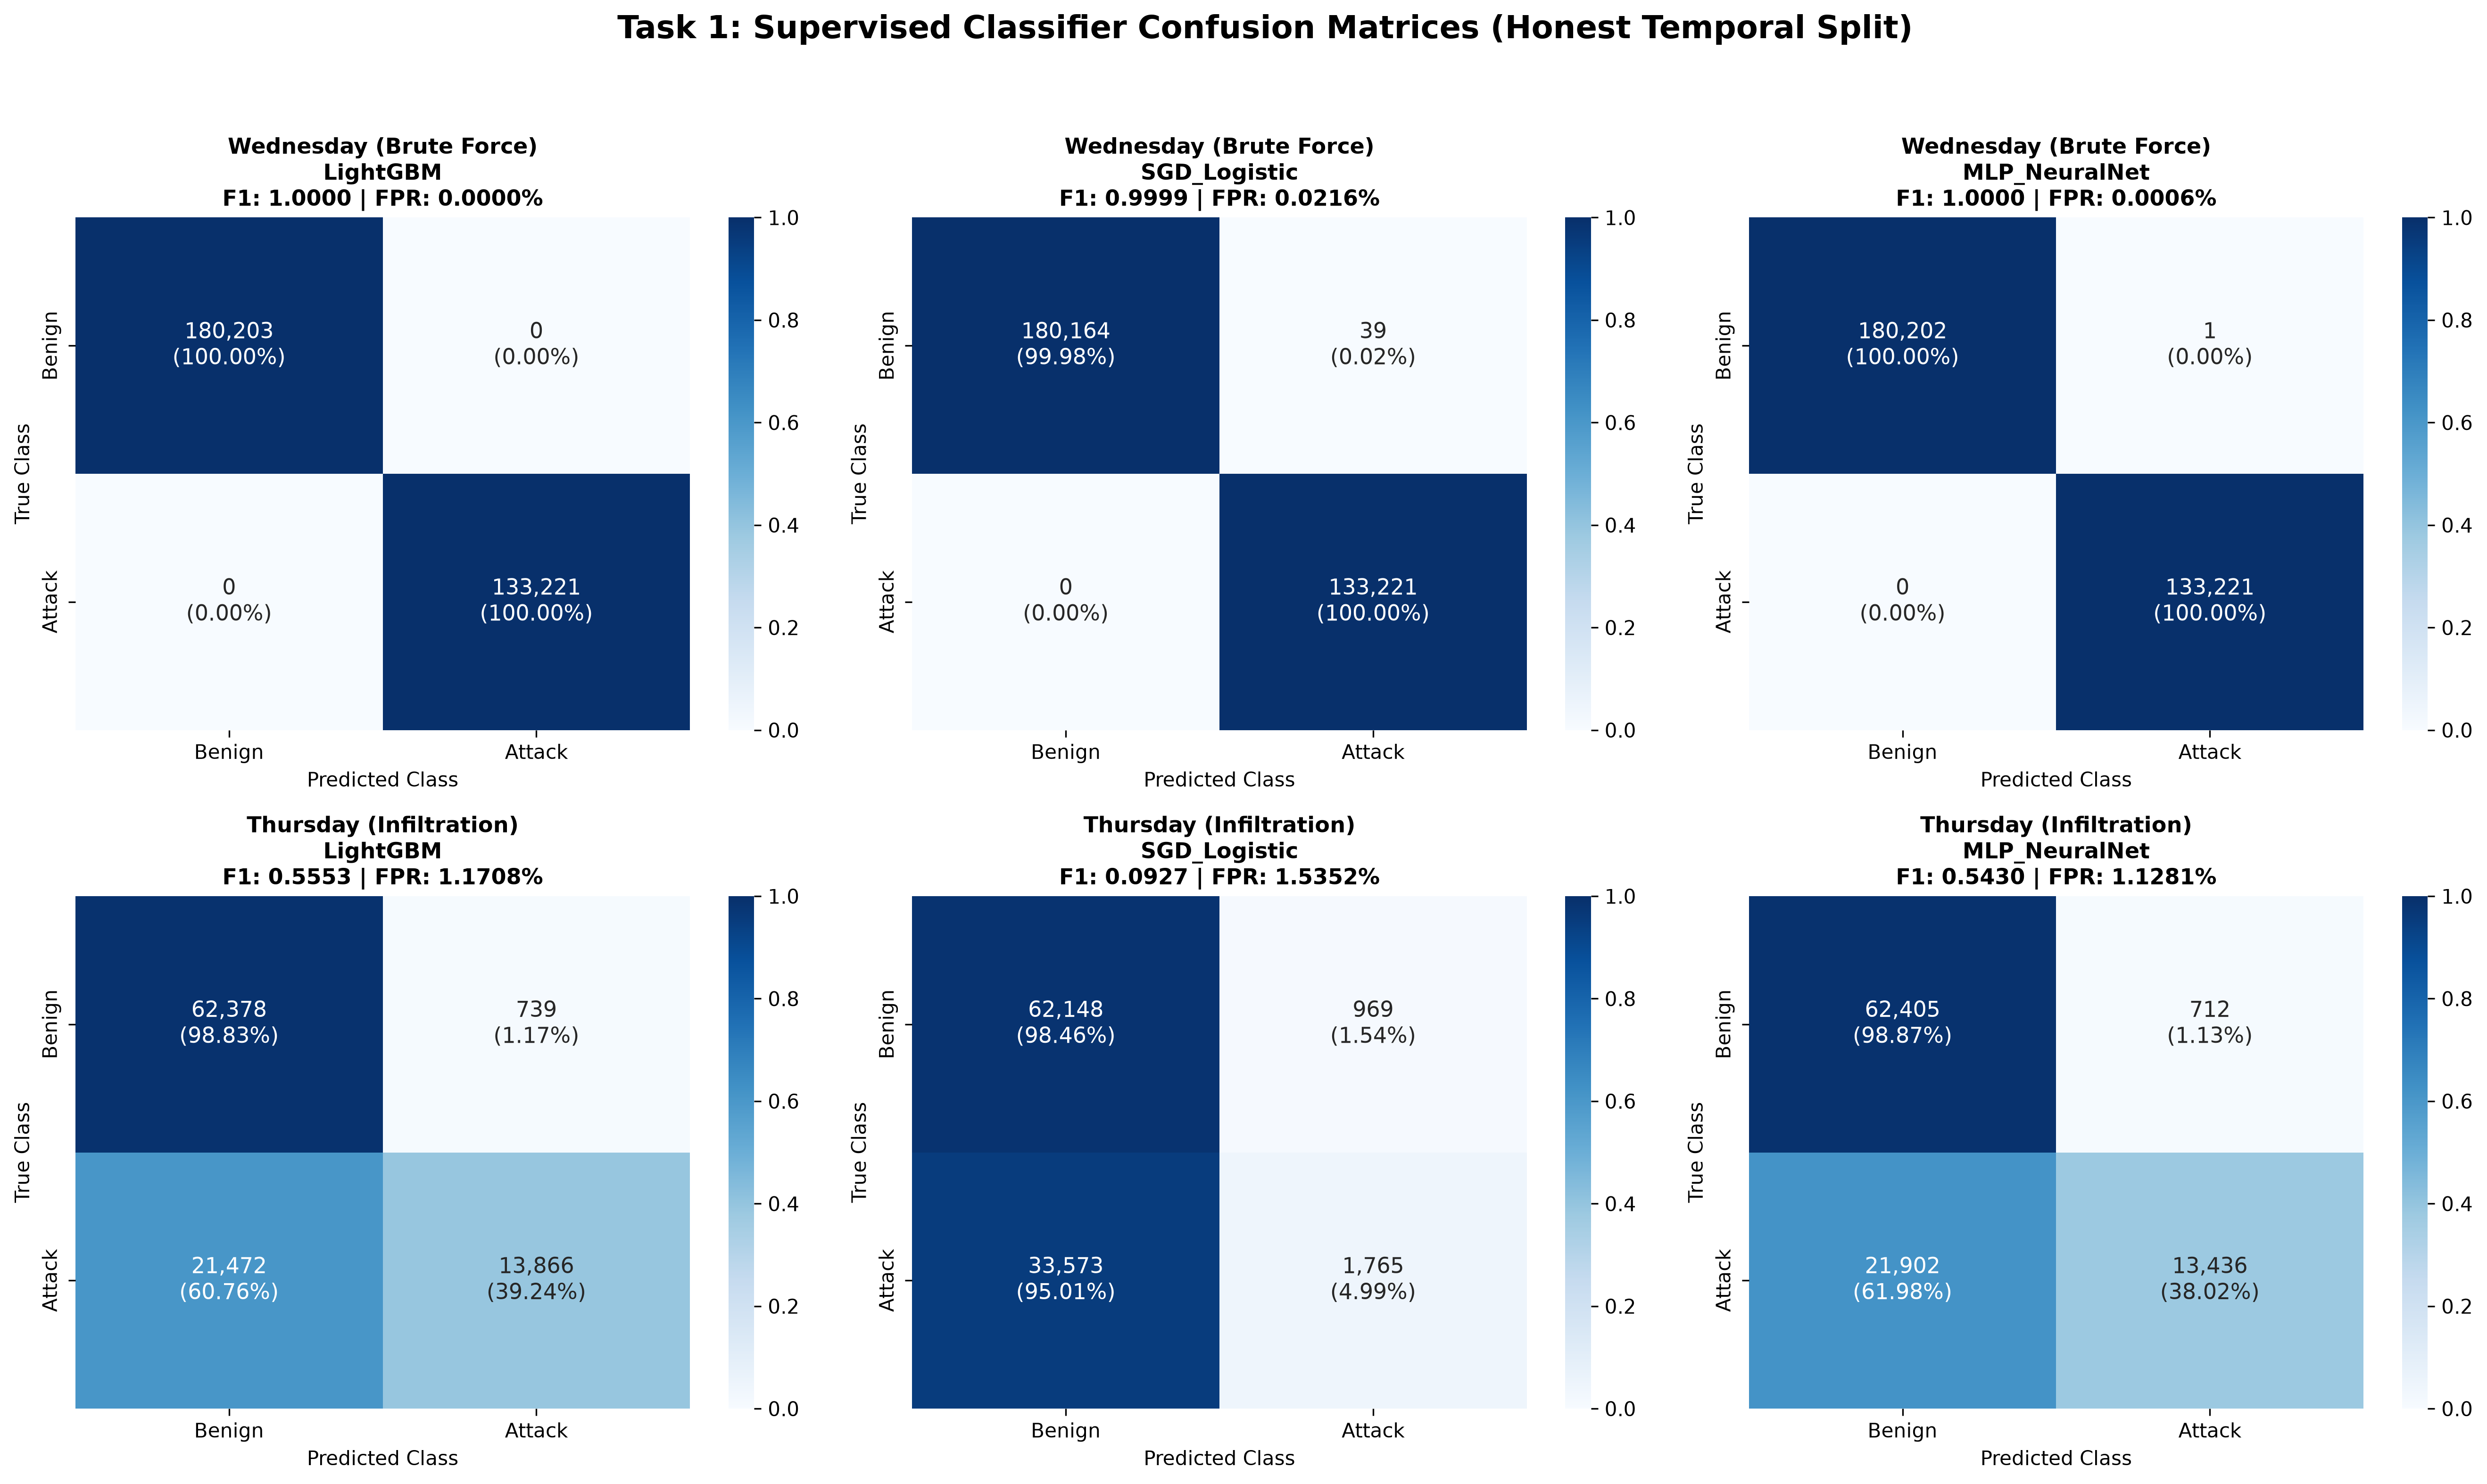 Task 1: Supervised Classifier Confusion Matrices (Honest Temporal Split)
Wednesday (Brute Force)
LightGBM
F1: 1.0000 | FPR: 0.0000%
True Class
Benign
Attack
180,203
(100.00%)
0
(0.00%)
0
(0.00%)
133,221
(100.00%)
Benign
Attack
Predicted Class
1.0
0.8
0.6
0.4
0.2
0.0
Wednesday (Brute Force)
SGD_Logistic
F1: 0.9999 | FPR: 0.0216%
True Class
Benign
Attack
180,164
(99.98%)
39
(0.02%)
0
(0.00%)
133,221
(100.00%)
Benign
Attack
Predicted Class
1.0
0.8
0.6
0.4
0.2
0.0
Wednesday (Brute Force)
MLP_NeuralNet
F1: 1.0000 | FPR: 0.0006%
True Class
Benign
Attack
180,202
(100.00%)
1
(0.00%)
0
(0.00%)
133,221
(100.00%)
Benign
Attack
Predicted Class
1.0
0.8
0.6
0.4
0.2
0.0
Thursday (Infiltration)
LightGBM
F1: 0.5553 | FPR: 1.1708%
True Class
Benign
Attack
62,378
(98.83%)
739
(1.17%)
21,472
(60.76%)
13,866
(39.24%)
Benign
Attack
Predicted Class
1.0
0.8
0.6
0.4
0.2
0.0
Thursday (Infiltration)
SGD_Logistic
F1: 0.0927 | FPR: 1.5352%
True Class
Benign
Attack
62,148
(98.46%)
969
(1.54%)
33,573
(95.01%)
1,765
(4.99%)
Benign
Attack
Predicted Class
1.0
0.8
0.6
0.4
0.2
0.0
Thursday (Infiltration)
MLP_NeuralNet
F1: 0.5430 | FPR: 1.1281%
True Class
Benign
Attack
62,405
(98.87%)
712
(1.13%)
21,902
(61.98%)
13,436
(38.02%)
Benign
Attack
Predicted Class
1.0
0.8
0.6
0.4
0.2
0.0